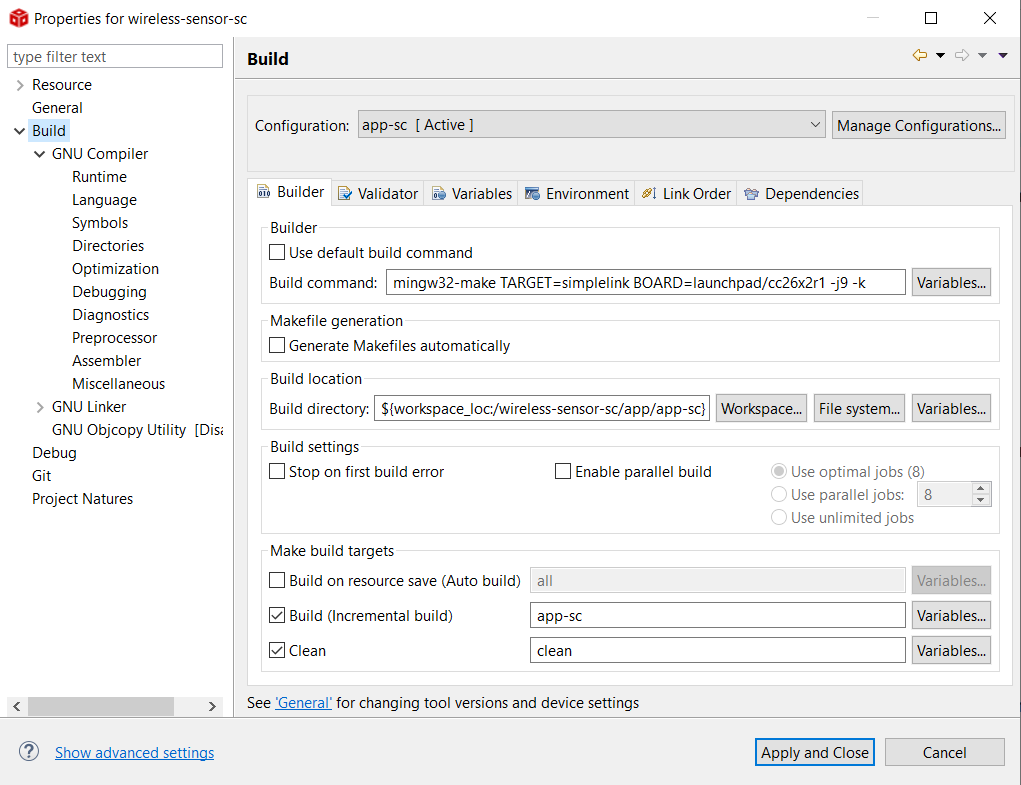 Properties for wireless-sensor-sc
type filter text
Resource
General
Build
GNU Compiler
Runtime
Language
Symbols
Directories
Optimization
Debugging
Diagnostics
Preprocessor
Assembler
Miscellaneous
GNU Linker
GNU Objcopy Utility [Disa
Debug
Git
Project Natures
Build
Configuration: app-sc [ Active ] Manage Configurations...
Builder Validator Variables Environment Link Order Dependencies
Builder
Use default build command
Build command: mingw32-make TARGET=simplelink BOARD=launchpad/cc26x2r1 -j9 -k Variables...
Makefile generation
Generate Makefiles automatically
Build location
Build directory: ${workspace_loc:/wireless-sensor-sc/app/app-sc} Workspace... File system... Variables...
Build settings
Stop on first build error Enable parallel build Use optimal jobs (8)
Use parallel jobs: 8
Use unlimited jobs
Make build targets
Build on resource save (Auto build) all Variables...
Build (Incremental build) app-sc Variables...
Clean clean Variables...
See 'General' for changing tool versions and device settings
? Show advanced settings Apply and Close Cancel